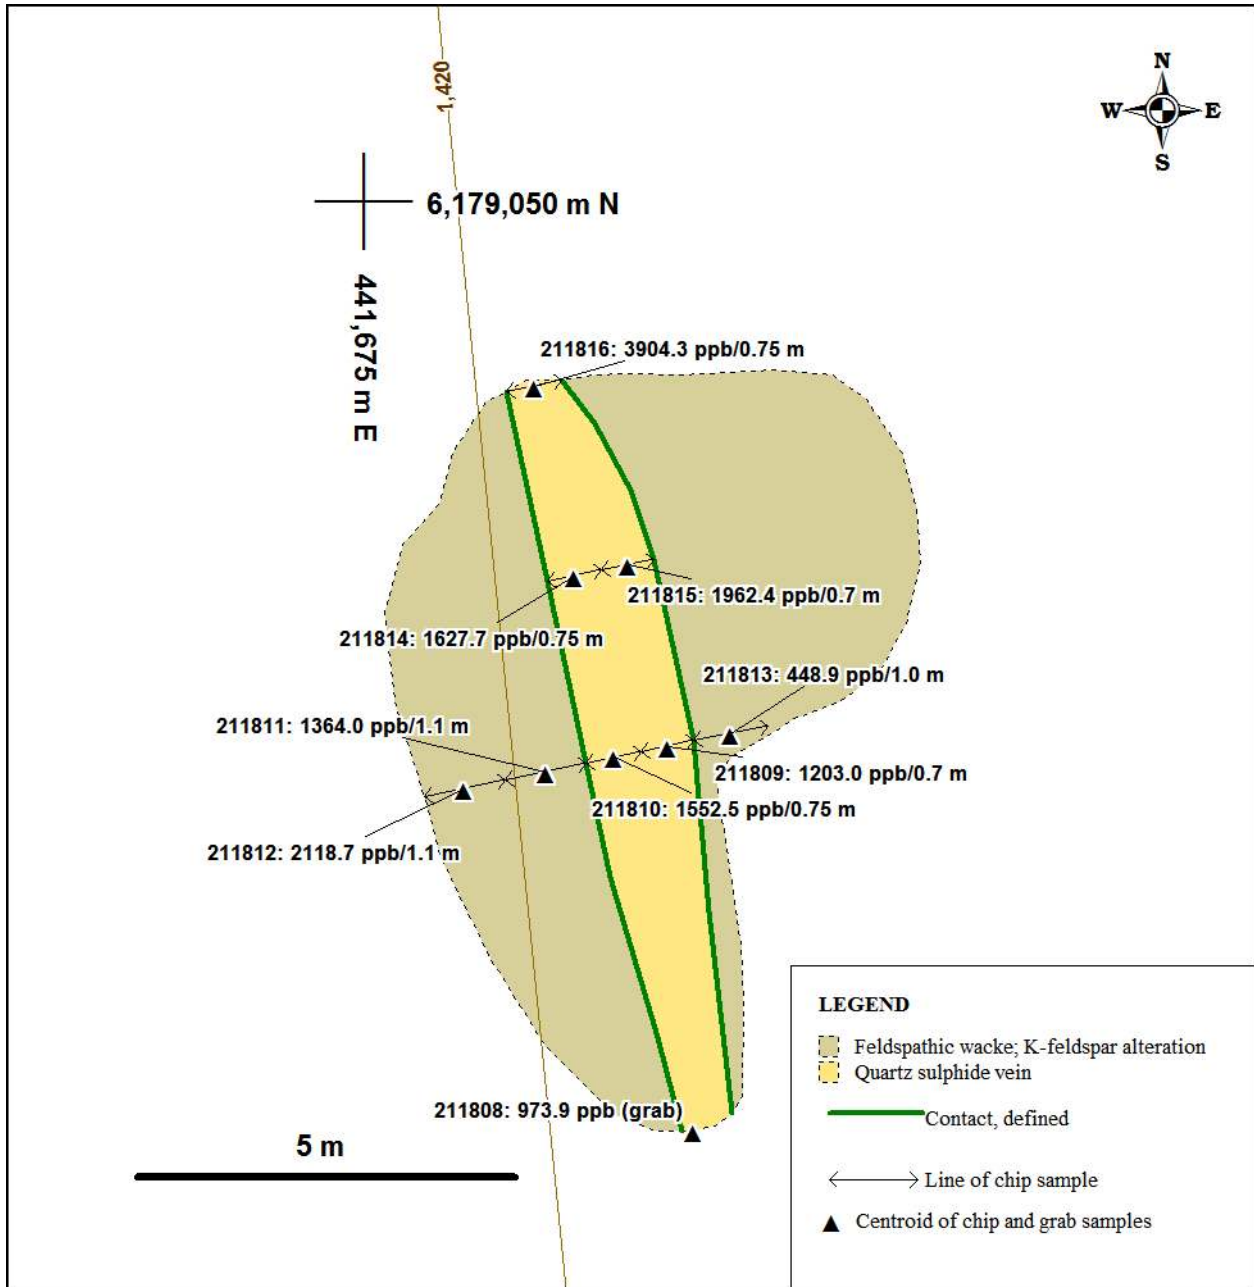 1,420
N
W E
S
6,179,050 m N
441,675 m E
211816: 3904.3 ppb/0.75 m
211815: 1962.4 ppb/0.7 m
211814: 1627.7 ppb/0.75 m
211813: 448.9 ppb/1.0 m
211811: 1364.0 ppb/1.1 m
211809: 1203.0 ppb/0.7 m
211810: 1552.5 ppb/0.75 m
211812: 2118.7 ppb/1.1 m
211808: 973.9 ppb (grab)
5 m
LEGEND
Feldspathic wacke; K-feldspar alteration
Quartz sulphide vein
Contact, defined
Line of chip sample
Centroid of chip and grab samples